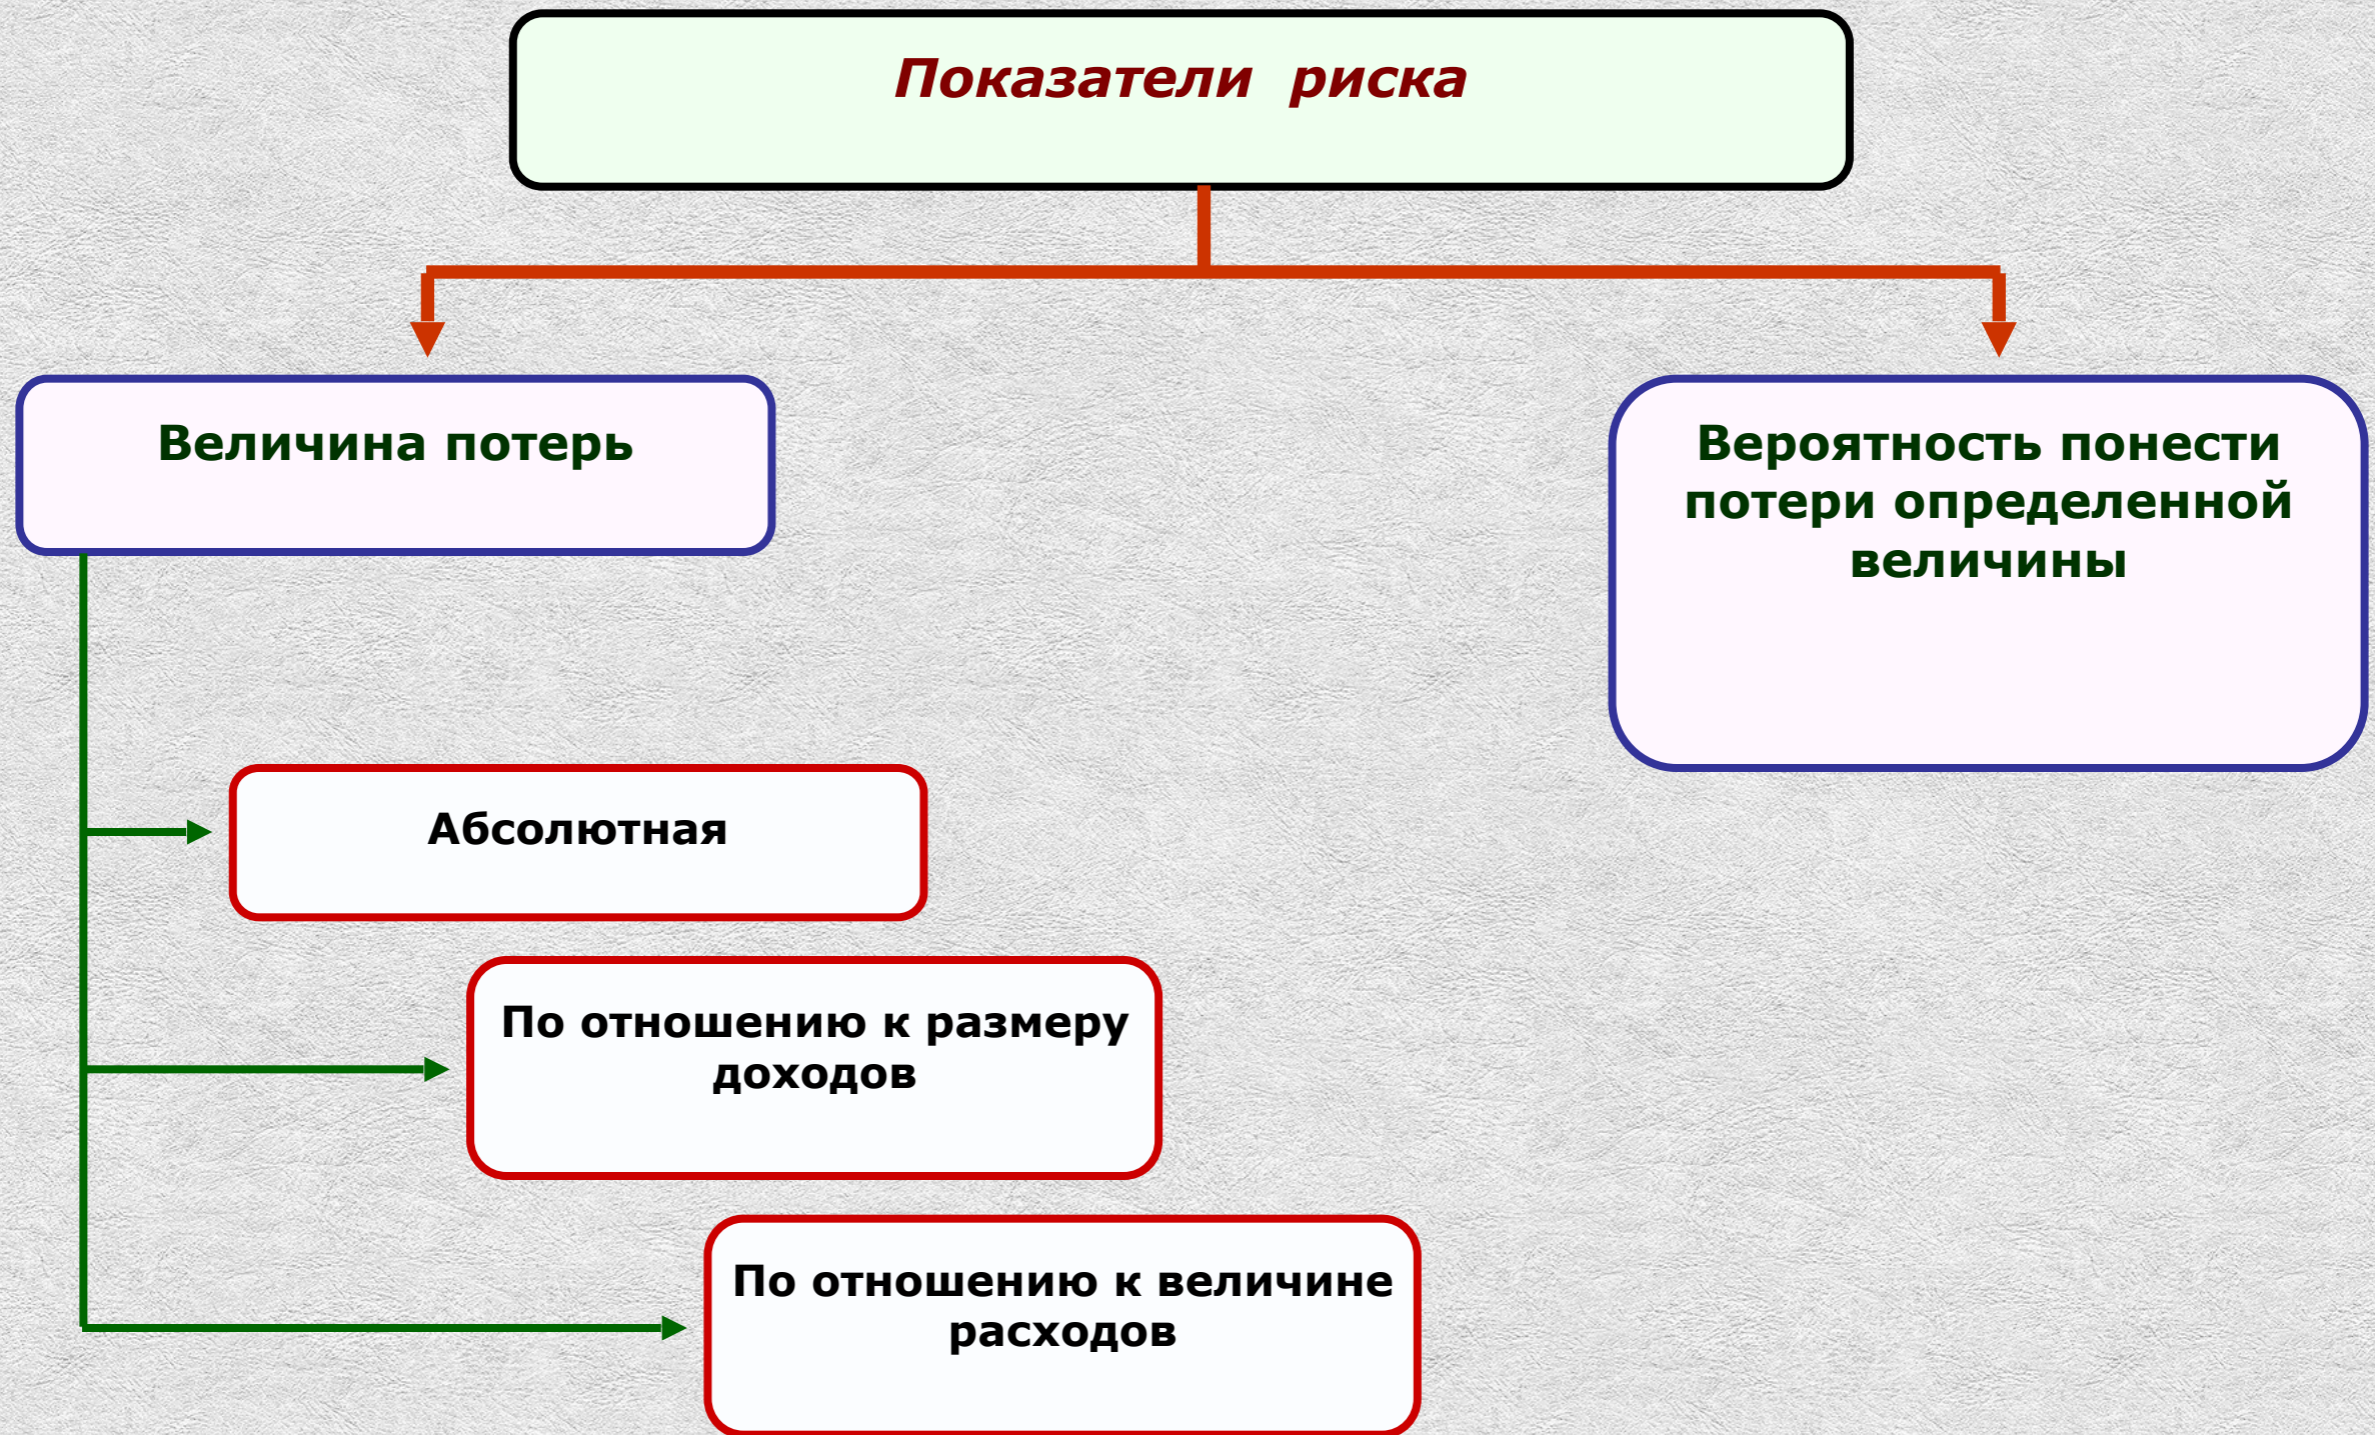 Показатели риска
Величина потерь
Вероятность понести
потери определенной
величины
Абсолютная
По отношению к размеру
доходов
По отношению к величине
расходов